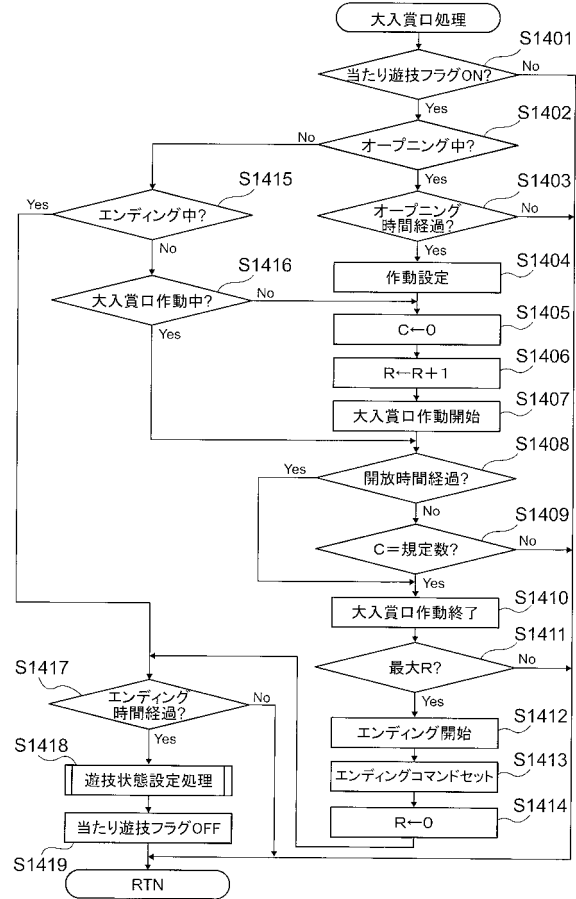 大入賞口処理
S1401
当たり遊技フラグON?
No
Yes
S1402
オープニング中?
No
Yes
S1415
エンディング中?
Yes
No
S1403
オープニング
時間経過?
No
Yes
S1404
作動設定
S1416
大入賞口作動中?
No
Yes
S1405
C←0
S1406
R←R+1
S1407
大入賞口作動開始
S1408
開放時間経過?
Yes
No
S1409
C=規定数?
No
Yes
S1410
大入賞口作動終了
S1411
最大R?
No
Yes
S1412
エンディング開始
S1413
エンディングコマンドセット
S1414
R←0
S1417
エンディング
時間経過?
No
Yes
S1418
遊技状態設定処理
当たり遊技フラグOFF
S1419
RTN